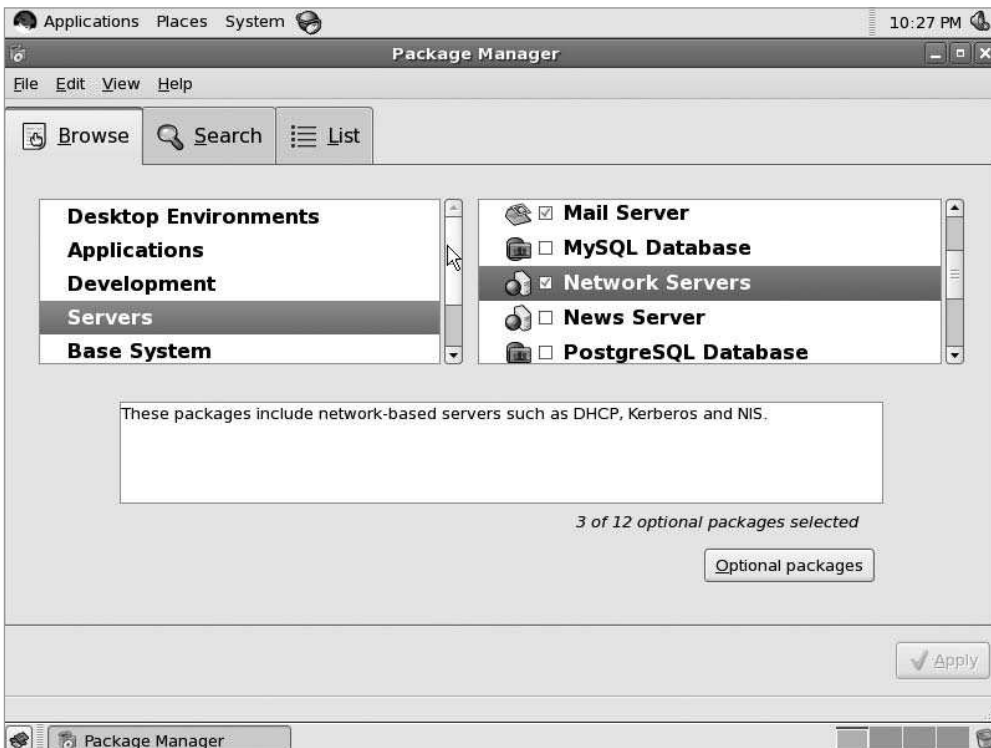 Applications Places System
10:27 PM
Package Manager
File Edit View Help
Browse
Search
List
Desktop Environments
Applications
Development
Servers
Base System
Mail Server
MySQL Database
Network Servers
News Server
PostgreSQL Database
These packages include network-based servers such as DHCP, Kerberos and NIS.
3 of 12 optional packages selected
Optional packages
Apply
Package Manager